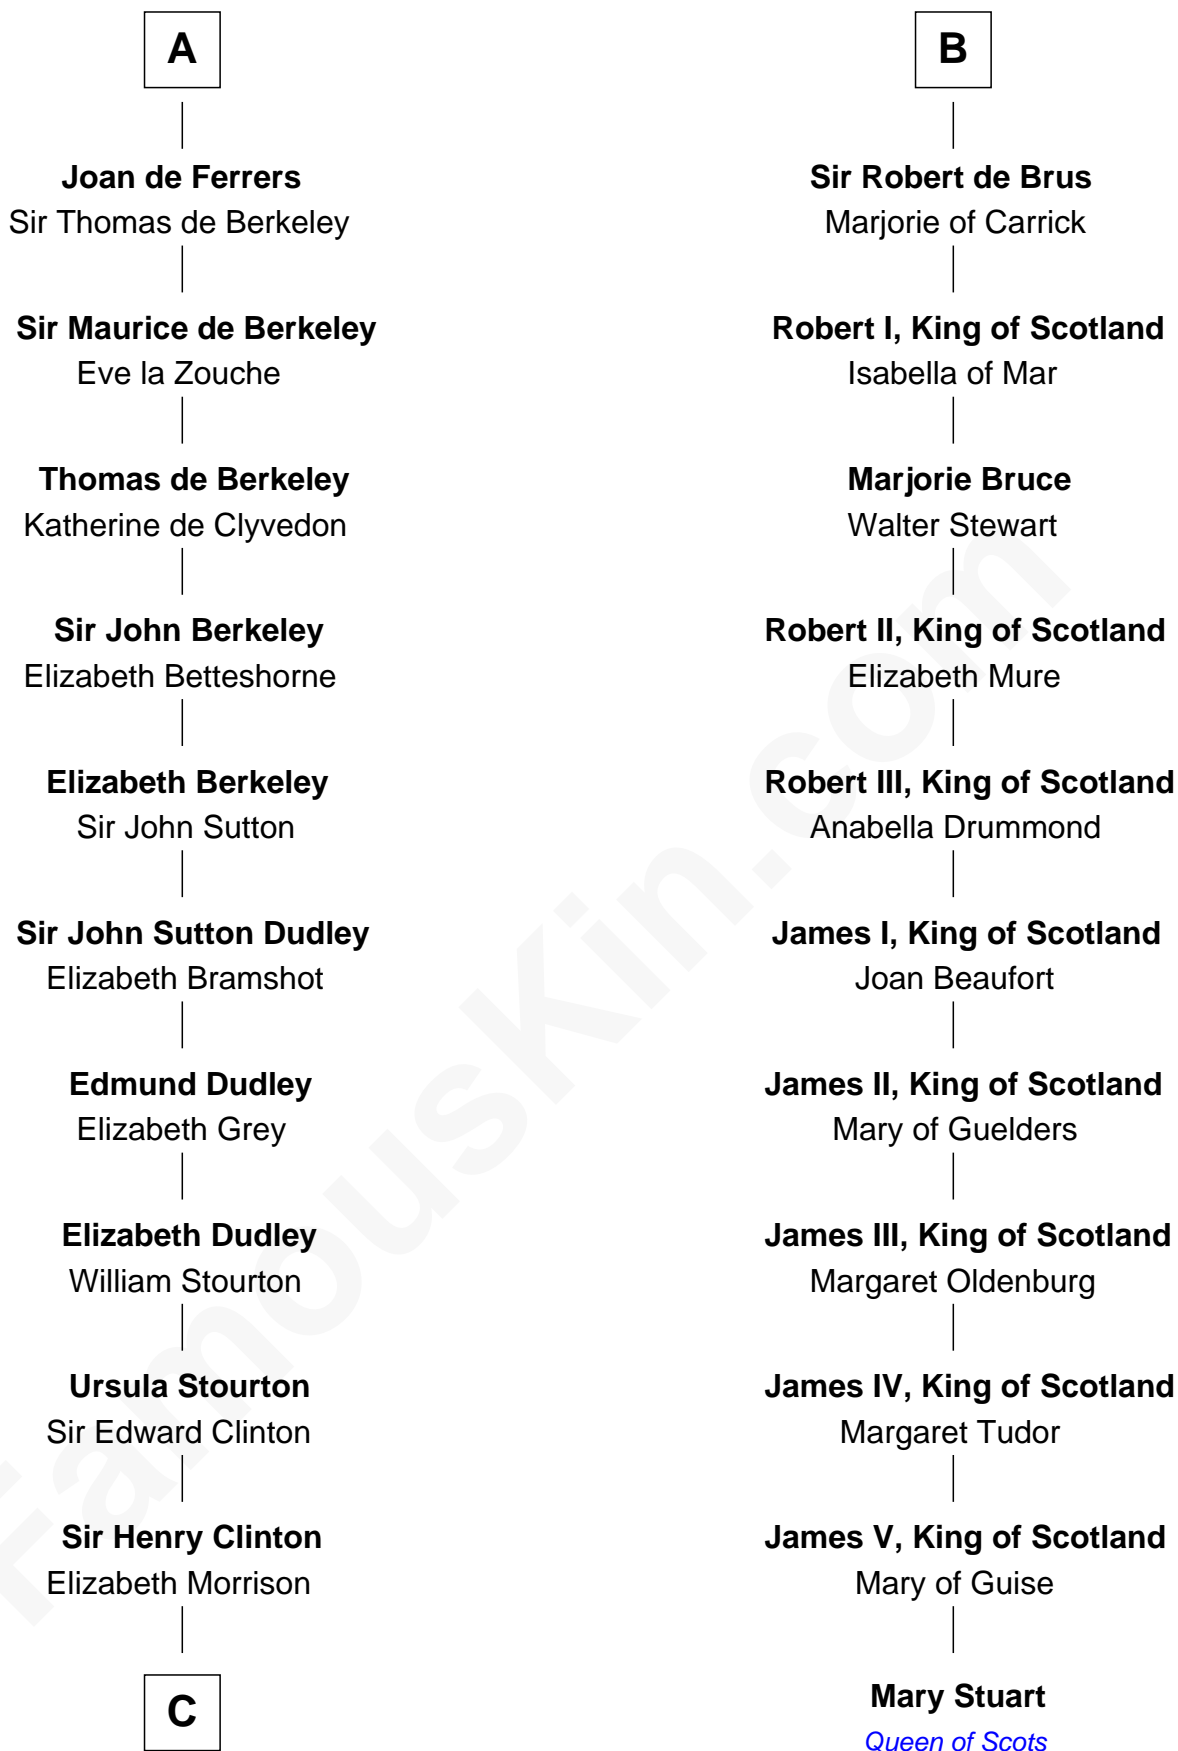 A
Joan de Ferrers
Sir Thomas de Berkeley
Sir Maurice de Berkeley
Eve la Zouche
Thomas de Berkeley
Katherine de Clyvedon
Sir John Berkeley
Elizabeth Betteshorne
Elizabeth Berkeley
Sir John Sutton
Sir John Sutton Dudley
Elizabeth Bramshot
Edmund Dudley
Elizabeth Grey
Elizabeth Dudley
William Stourton
Ursula Stourton
Sir Edward Clinton
Sir Henry Clinton
Elizabeth Morrison
C
B
Sir Robert de Brus
Marjorie of Carrick
Robert I, King of Scotland
Isabella of Mar
Marjorie Bruce
Walter Stewart
Robert II, King of Scotland
Elizabeth Mure
Robert III, King of Scotland
Anabella Drummond
James I, King of Scotland
Joan Beaufort
James II, King of Scotland
Mary of Guelders
James III, King of Scotland
Margaret Oldenburg
James IV, King of Scotland
Margaret Tudor
James V, King of Scotland
Mary of Guise
Mary Stuart
Queen of Scots
FamousKin.com